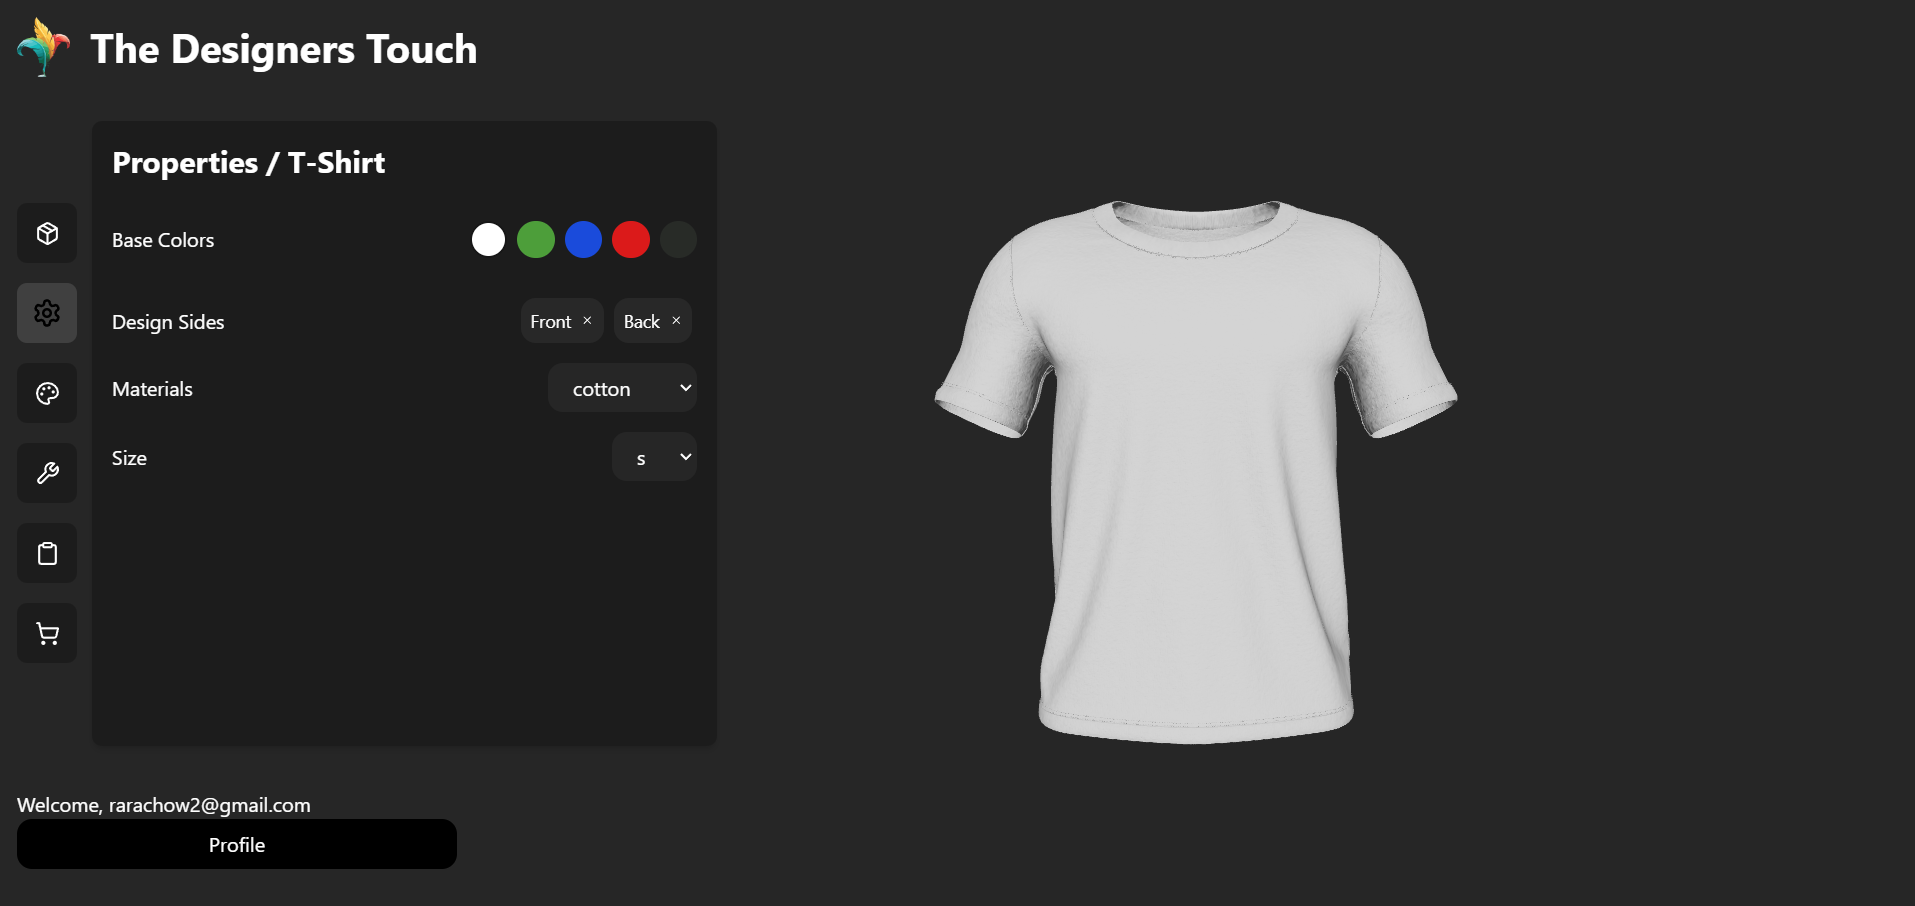 The Designers Touch
Properties / T-Shirt
Base Colors
Design Sides
Front ×
Back ×
Materials
cotton
Size
s
Welcome, rarachow2@gmail.com
Profile